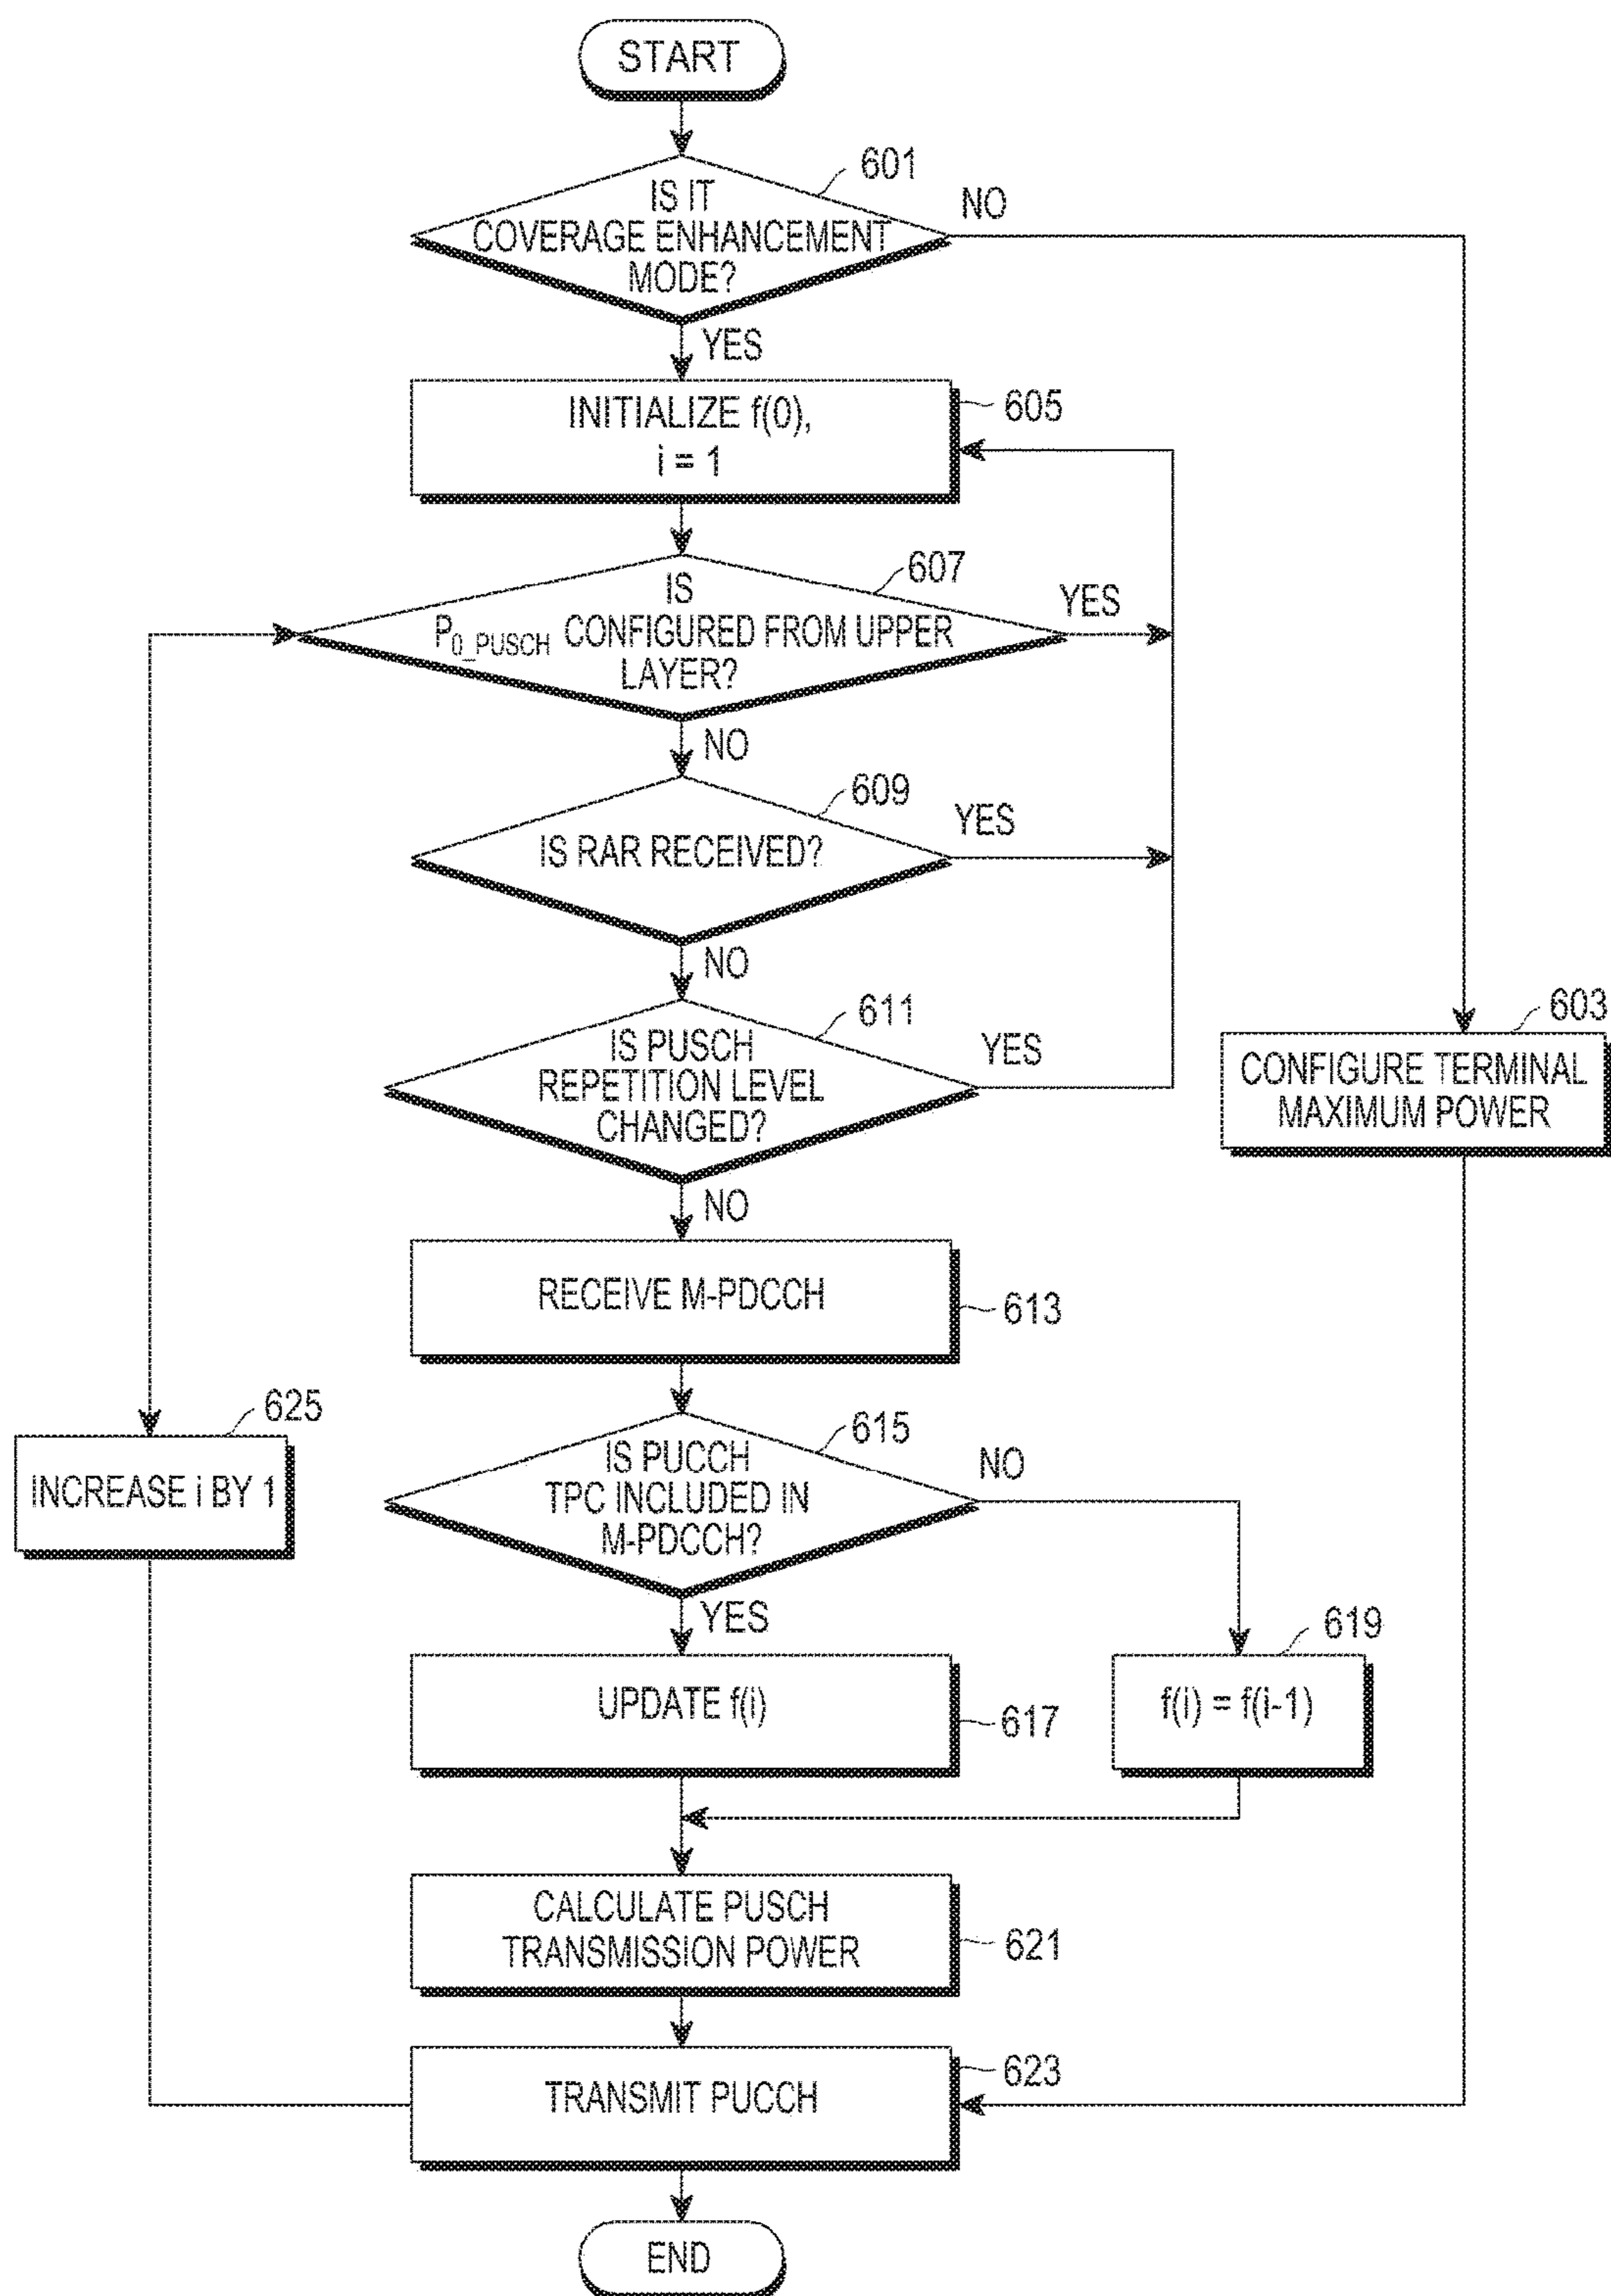 START
601
IS IT
COVERAGE ENHANCEMENT
MODE?
NO
YES
INITIALIZE f(0),
i = 1
605
607
IS
P0_PUSCH CONFIGURED FROM UPPER
LAYER?
YES
NO
609
IS RAR RECEIVED?
YES
NO
611
IS PUSCH
REPETITION LEVEL
CHANGED?
YES
NO
603
CONFIGURE TERMINAL
MAXIMUM POWER
RECEIVE M-PDCCH
613
625
INCREASE i BY 1
615
IS PUCCH
TPC INCLUDED IN
M-PDCCH?
NO
YES
UPDATE f(i)
617
619
f(i) = f(i-1)
CALCULATE PUSCH
TRANSMISSION POWER
621
TRANSMIT PUCCH
623
END